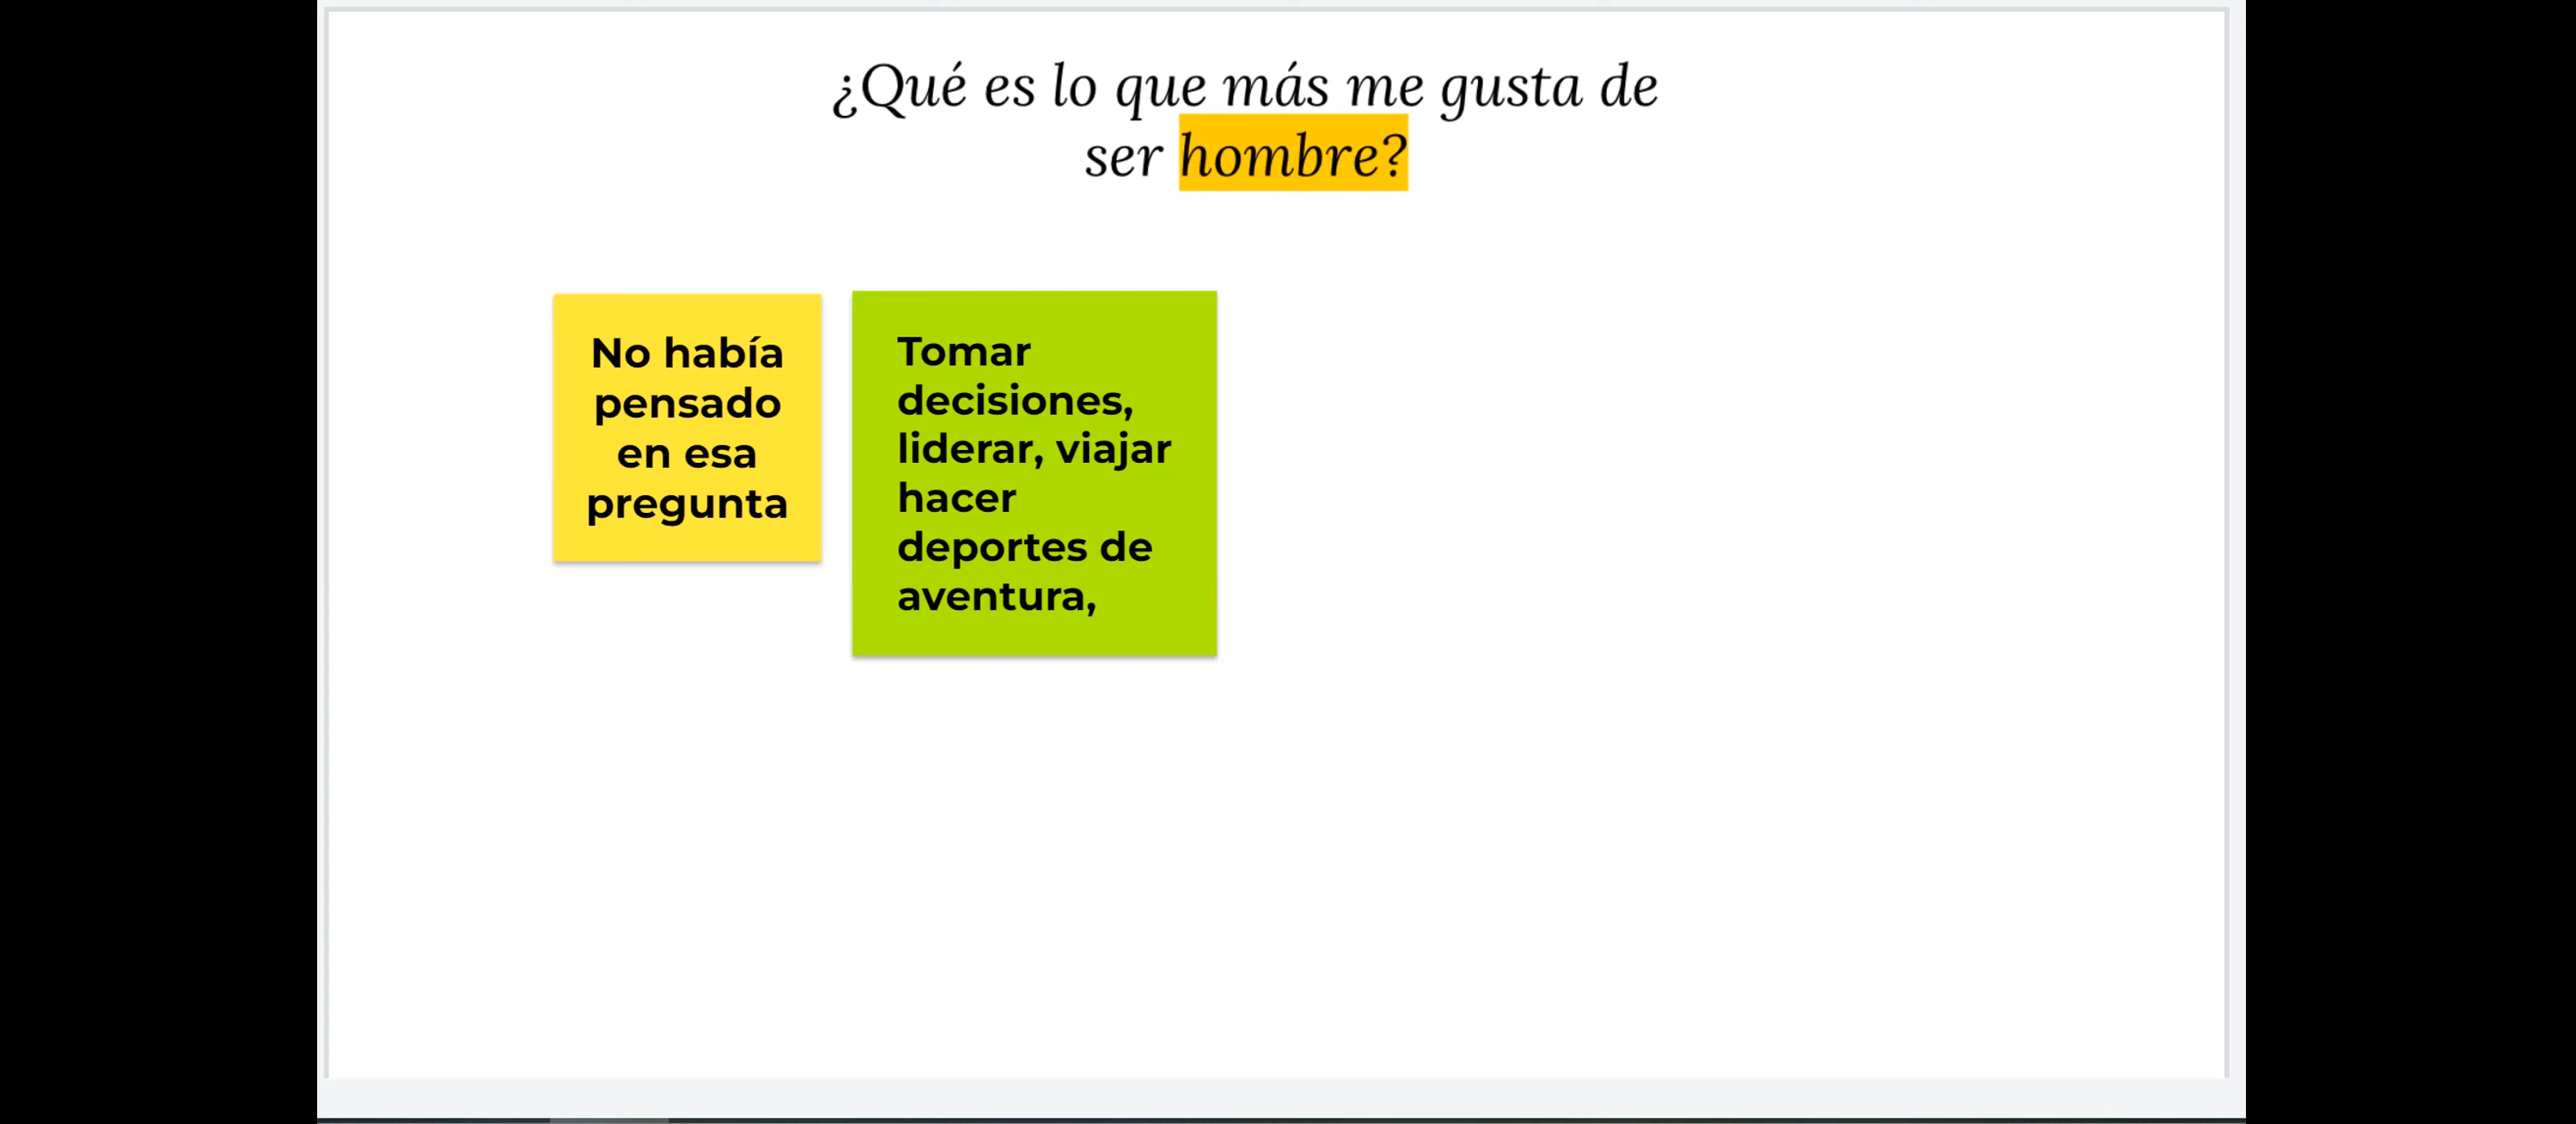 ¿Qué es lo que más me gusta de
ser hombre?
No había
pensado
en esa
pregunta
Tomar
decisiones,
liderar, viajar
hacer
deportes de
aventura,